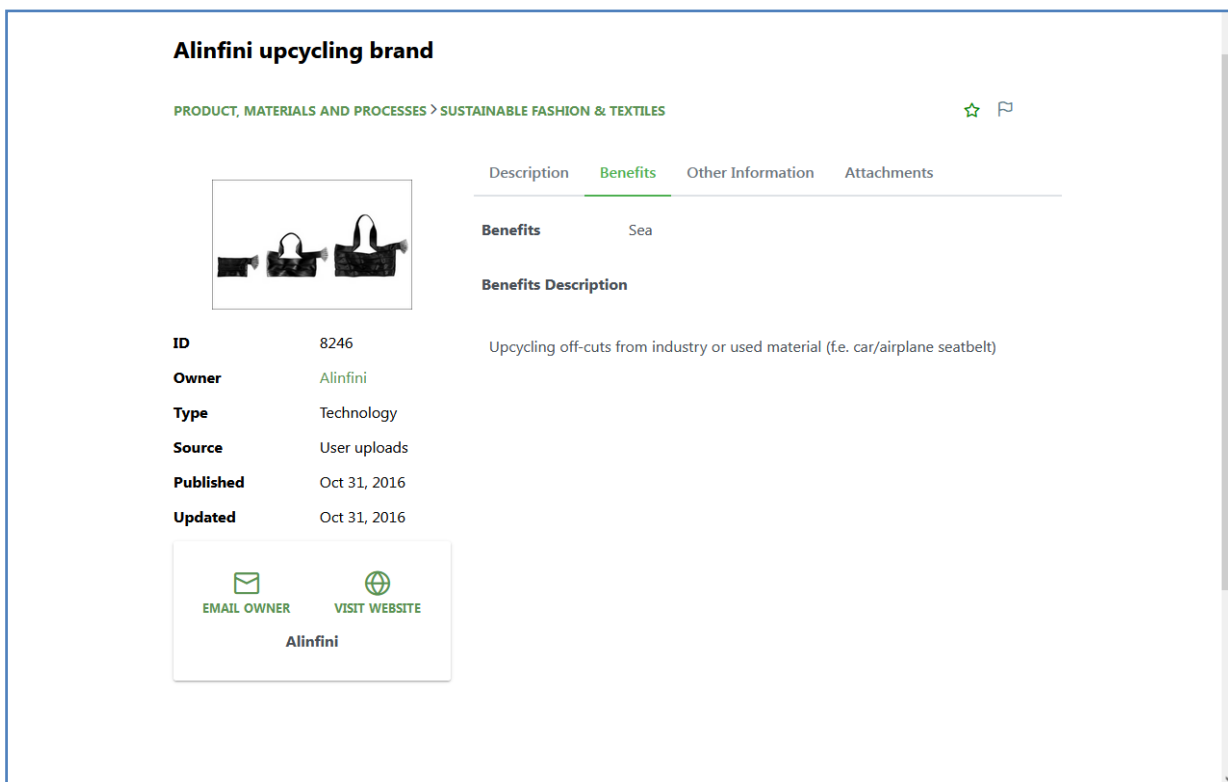 Alinfini upcycling brand
PRODUCT, MATERIALS AND PROCESSES > SUSTAINABLE FASHION & TEXTILES
Description Benefits Other Information Attachments
Benefits Sea
Benefits Description
Upcycling off-cuts from industry or used material (f.e. car/airplane seatbelt)
ID 8246
Owner Alinfini
Type Technology
Source User uploads
Published Oct 31, 2016
Updated Oct 31, 2016
EMAIL OWNER VISIT WEBSITE
Alinfini